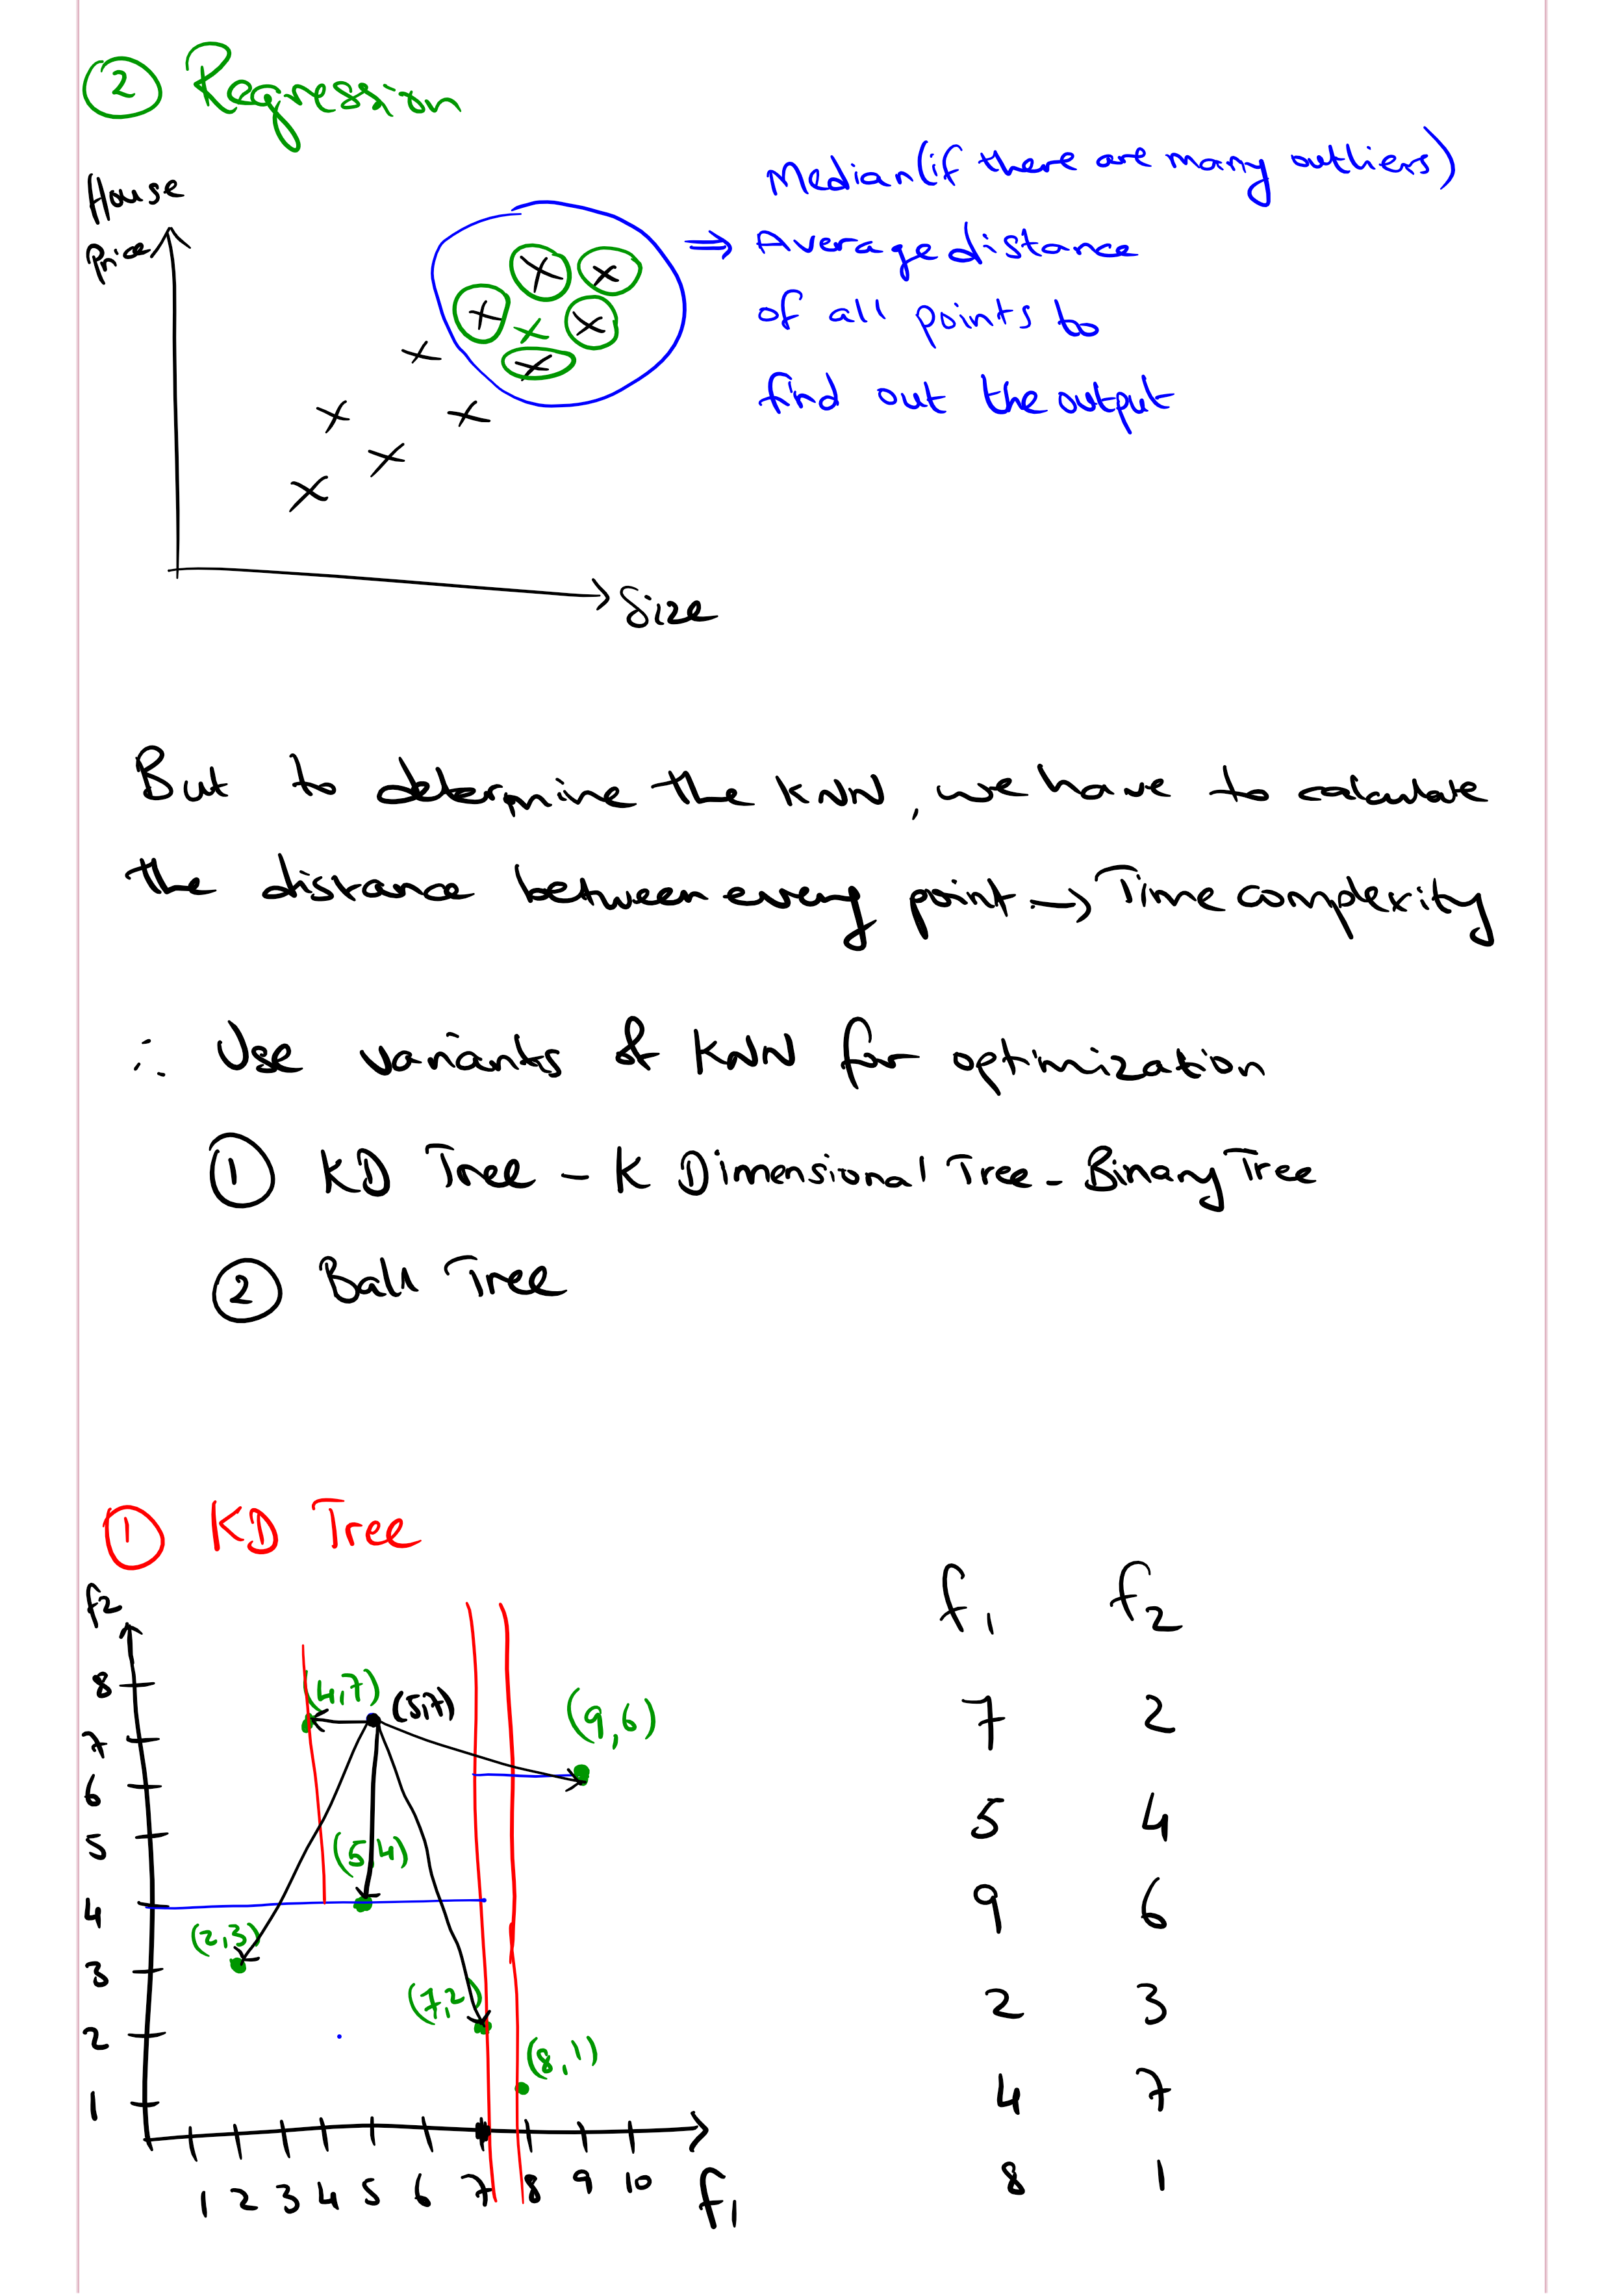 ② Regression
House
Price
Size
Median (if there are many outliers)
⇒ Average distance
of all points to
find out the output
But to determine the KNN, we have to calculate
the distance between every point → Time complexity
∴ Use variants of KNN for optimization
① KD Tree - K Dimensional Tree - Binary Tree
② Ball Tree
① KD Tree
f2
8
7
6
5
4
3
2
1
(4,7)
(5,7)
(9,6)
(5,4)
(2,3)
(7,2)
(8,1)
1 2 3 4 5 6 7 8 9 10
f1
f1 f2
7 2
5 4
9 6
2 3
4 7
8 1